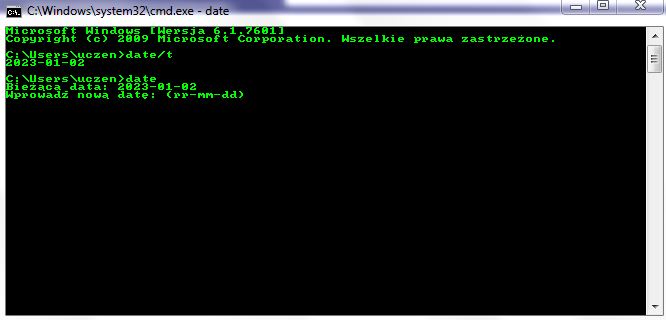 C:\Windows\system32\cmd.exe - date
Microsoft Windows [Wersja 6.1.7601]
Copyright (c) 2009 Microsoft Corporation. Wszelkie prawa zastrzeżone.
C:\Users\uczen>date/t
2023-01-02
C:\Users\uczen>date
Bieżąca data: 2023-01-02
Wprowadź nową datę: (rr-mm-dd)